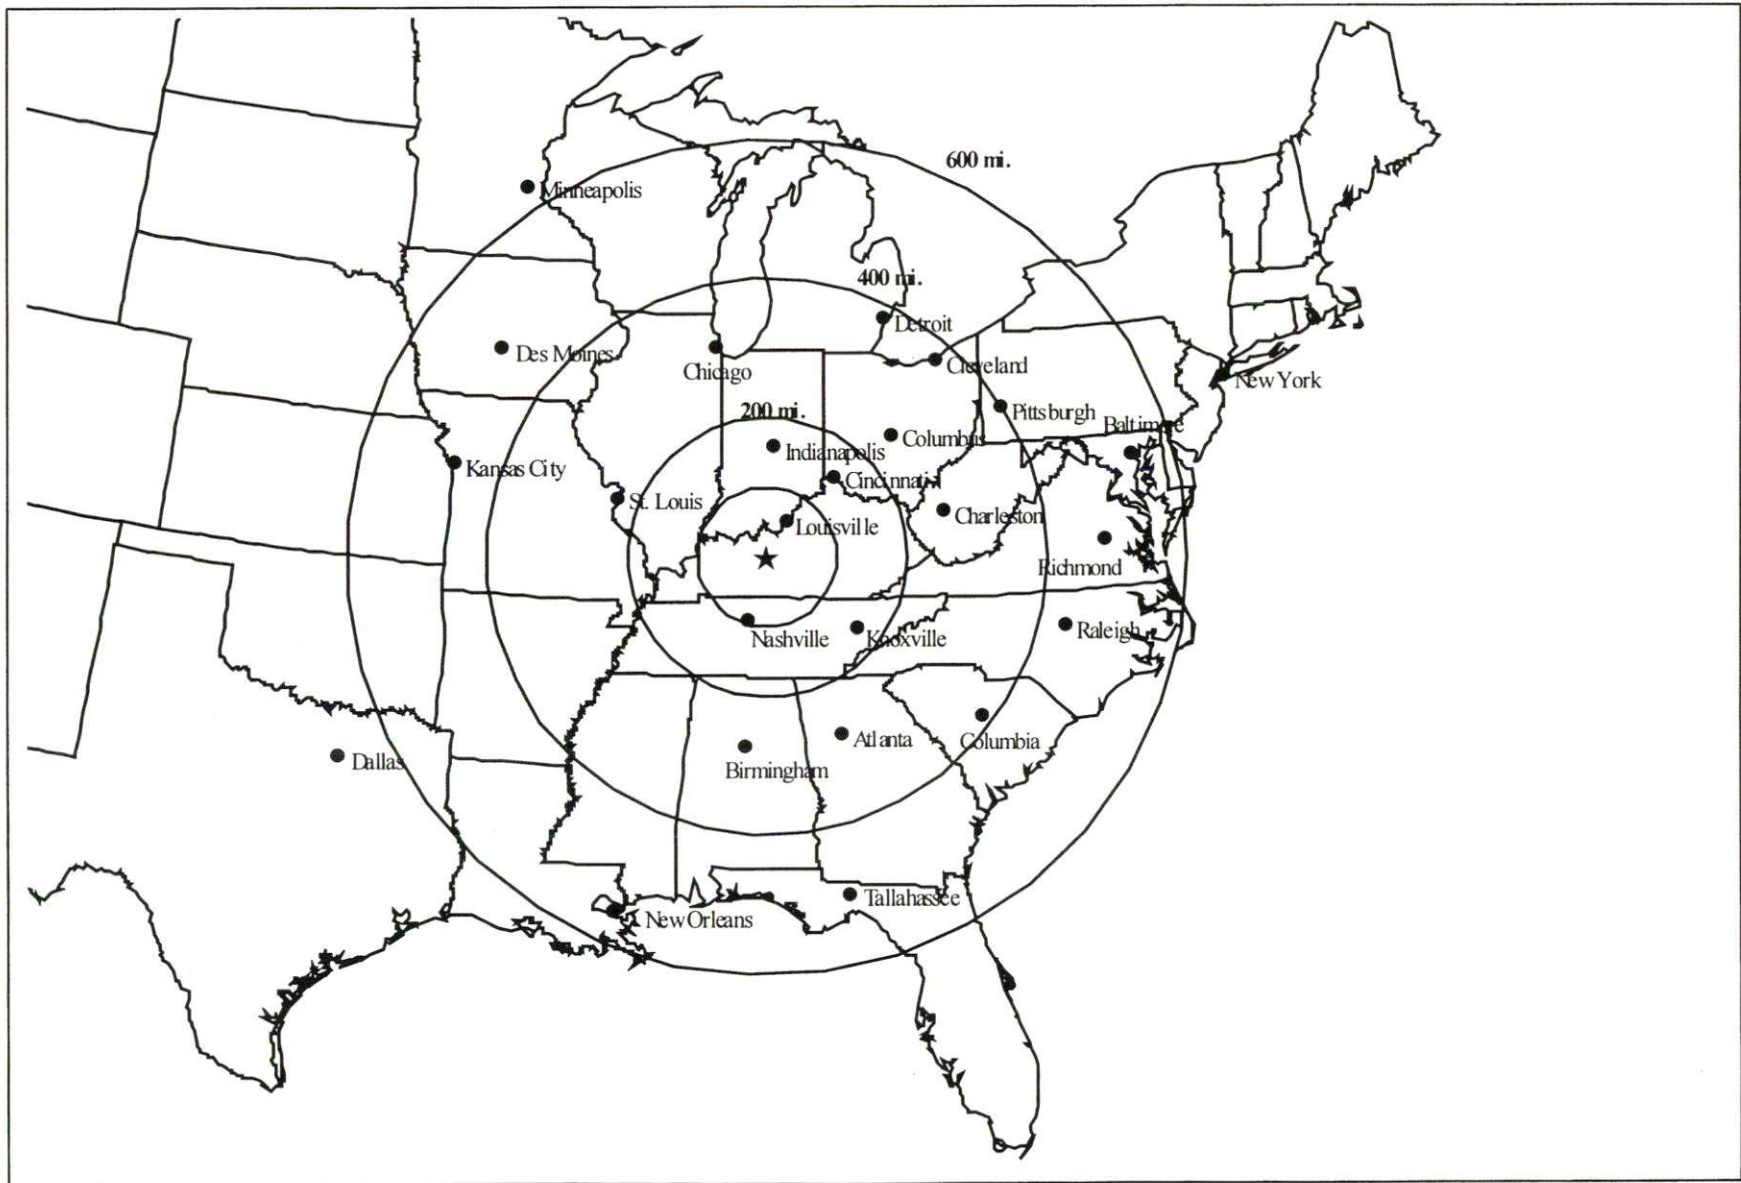 600 mi.
Minneapolis
400 mi.
Detroit
Des Moines
Cleveland
Chicago
New York
200 mi.
Pittsburgh
Baltimore
Columbus
Indianapolis
Kansas City
Cincinnati
St. Louis
Charleston
Louisville
Richmond
Raleigh
Nashville
Knoxville
Atlanta
Columbia
Dallas
Birmingham
Tallahassee
New Orleans